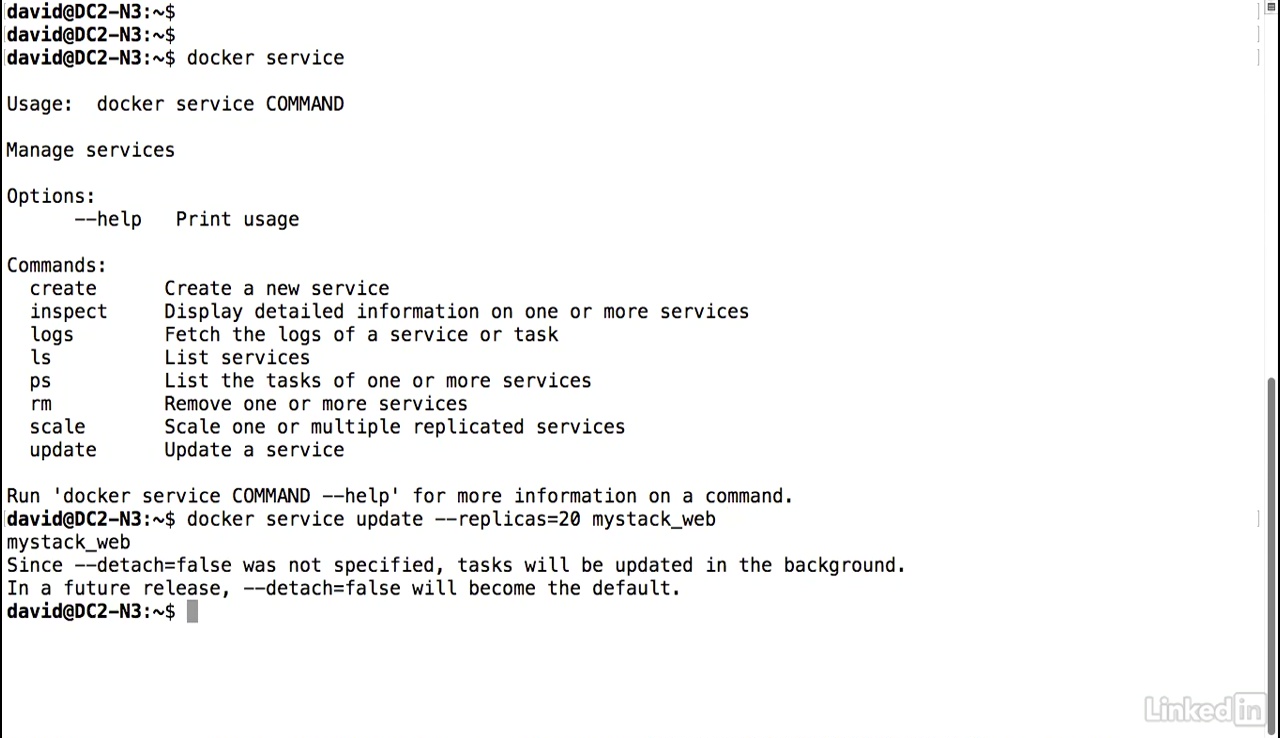 david@DC2-N3:~$
david@DC2-N3:~$
david@DC2-N3:~$ docker service

Usage:  docker service COMMAND

Manage services

Options:
      --help   Print usage

Commands:
  create      Create a new service
  inspect     Display detailed information on one or more services
  logs        Fetch the logs of a service or task
  ls          List services
  ps          List the tasks of one or more services
  rm          Remove one or more services
  scale       Scale one or multiple replicated services
  update      Update a service

Run 'docker service COMMAND --help' for more information on a command.
david@DC2-N3:~$ docker service update --replicas=20 mystack_web
mystack_web
Since --detach=false was not specified, tasks will be updated in the background.
In a future release, --detach=false will become the default.
david@DC2-N3:~$
Linked in